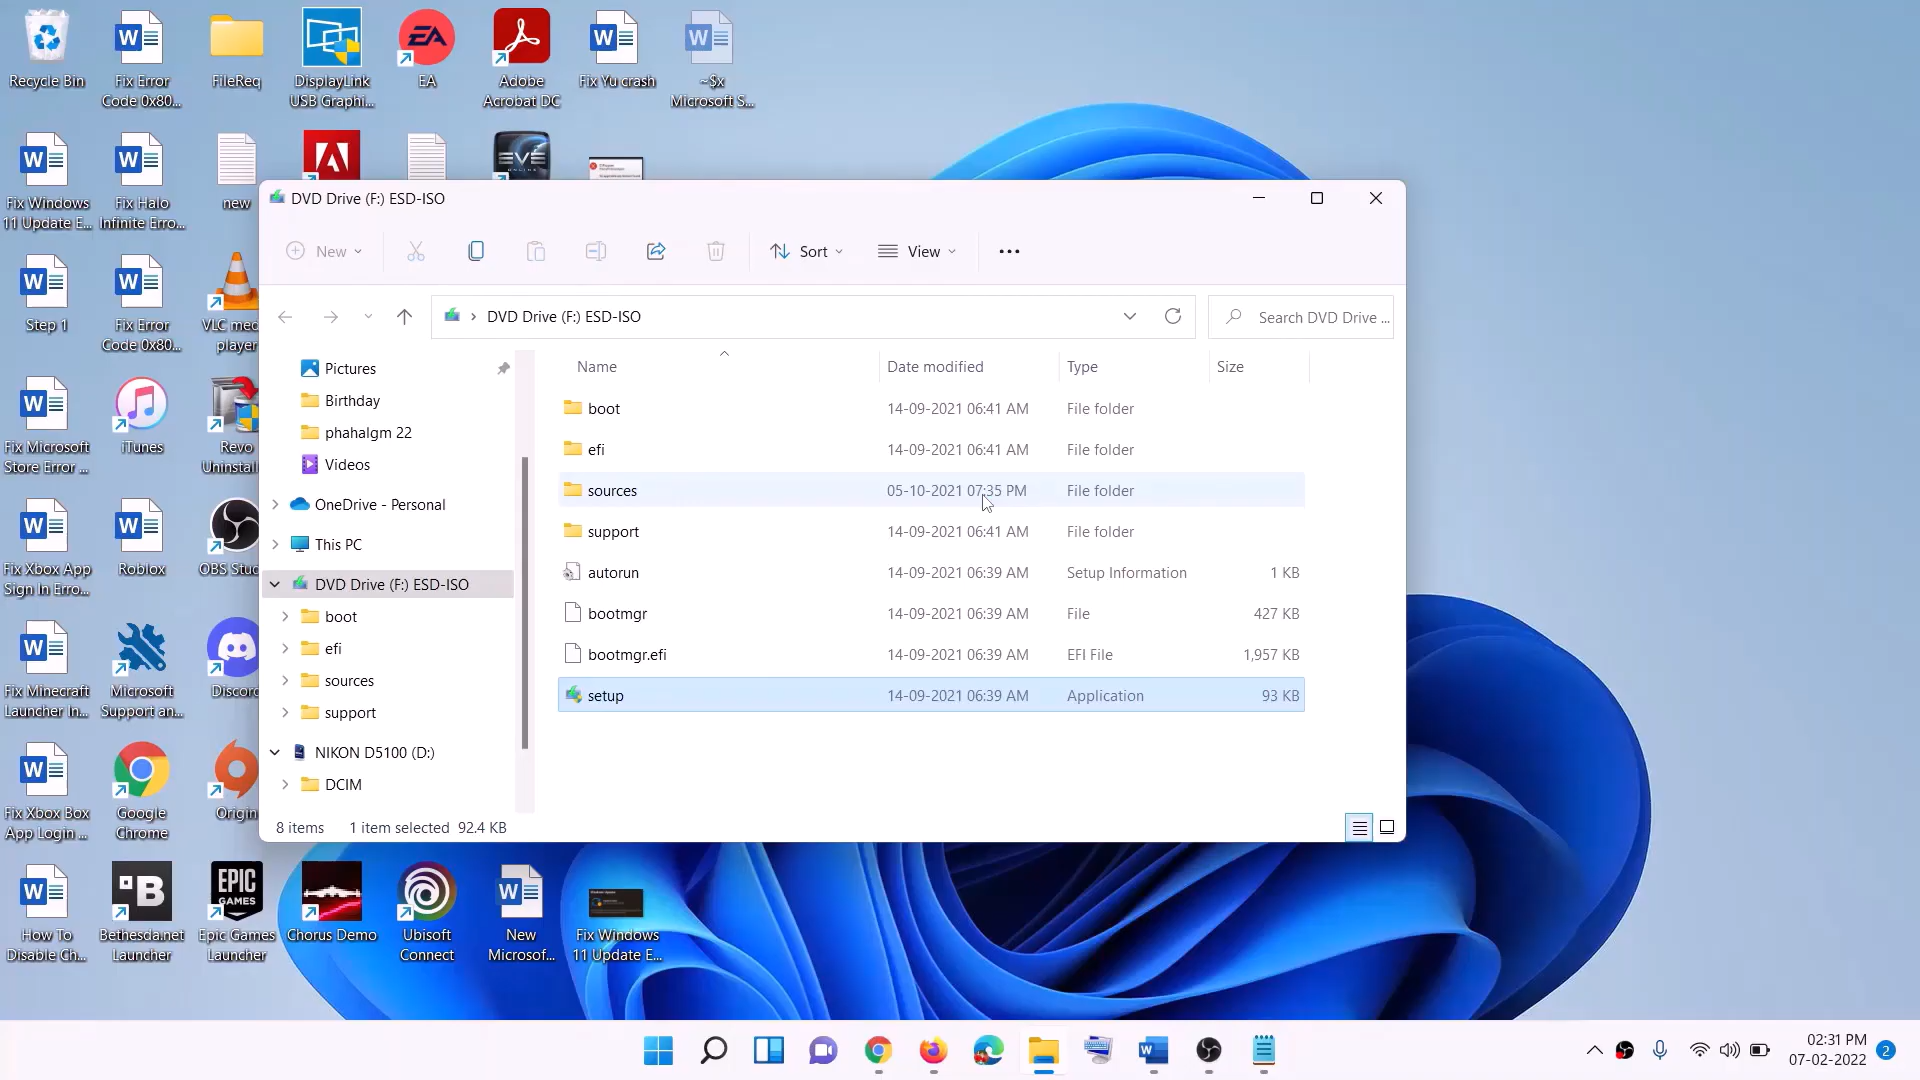 Recycle Bin
Fix Error
Code 0x80...
FileReq
DisplayLink
USB Graphi...
EA
EA
Adobe
Acrobat DC
Fix Yu crash
~$x
Microsoft S...
Fix Windows
11 Update E...
Fix Halo
Infinite Erro...
new
EVE
ONLINE
Step 1
Fix Error
Code 0x80...
VLC med
player
Fix Microsoft
Store Error ...
iTunes
Revo
Uninstall
Fix Xbox App
Sign In Erro...
Roblox
OBS Stud
Fix Minecraft
Launcher In...
Microsoft
Support an...
Discord
Fix Xbox Box
App Login ...
Google
Chrome
Origin
How To
Disable Ch...
B
Bethesda.net
Launcher
EPIC
GAMES
Epic Games
Launcher
Chorus Demo
Ubisoft
Connect
New
Microsof...
Fix Windows
11 Update E...
DVD Drive (F:) ESD-ISO
New
Sort
View
DVD Drive (F:) ESD-ISO
Search DVD Drive ...
Pictures
Birthday
phahalgm 22
Videos
OneDrive - Personal
This PC
DVD Drive (F:) ESD-ISO
boot
efi
sources
support
NIKON D5100 (D:)
DCIM
Name Date modified Type Size
boot 14-09-2021 06:41 AM File folder
efi 14-09-2021 06:41 AM File folder
sources 05-10-2021 07:35 PM File folder
support 14-09-2021 06:41 AM File folder
autorun 14-09-2021 06:39 AM Setup Information 1 KB
bootmgr 14-09-2021 06:39 AM File 427 KB
bootmgr.efi 14-09-2021 06:39 AM EFI File 1,957 KB
setup 14-09-2021 06:39 AM Application 93 KB
8 items 1 item selected 92.4 KB
02:31 PM
07-02-2022
2